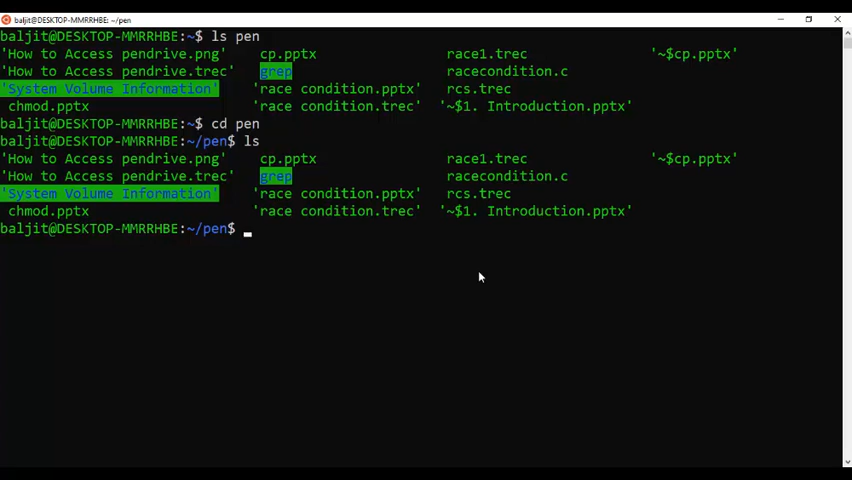 baljit@DESKTOP-MMRRHBE: ~/pen
baljit@DESKTOP-MMRRHBE:~$ ls pen
'How to Access pendrive.png' cp.pptx race1.trec '~$cp.pptx'
'How to Access pendrive.trec' grep racecondition.c
'System Volume Information' 'race condition.pptx' rcs.trec
chmod.pptx 'race condition.trec' '~$1. Introduction.pptx'
baljit@DESKTOP-MMRRHBE:~$ cd pen
baljit@DESKTOP-MMRRHBE:~/pen$ ls
'How to Access pendrive.png' cp.pptx race1.trec '~$cp.pptx'
'How to Access pendrive.trec' grep racecondition.c
'System Volume Information' 'race condition.pptx' rcs.trec
chmod.pptx 'race condition.trec' '~$1. Introduction.pptx'
baljit@DESKTOP-MMRRHBE:~/pen$